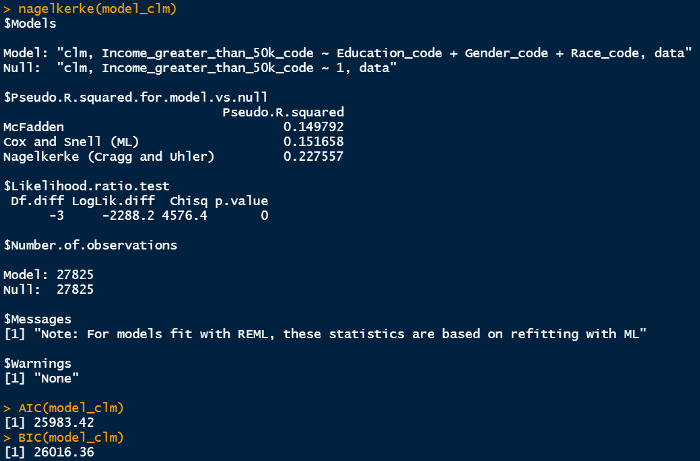 > nagelkerke(model_clm)
$Models
Model: "clm, Income_greater_than_50k_code ~ Education_code + Gender_code + Race_code, data"
Null: "clm, Income_greater_than_50k_code ~ 1, data"
$Pseudo.R.squared.for.model.vs.null
Pseudo.R.squared
McFadden 0.149792
Cox and Snell (ML) 0.151658
Nagelkerke (Cragg and Uhler) 0.227557
$Likelihood.ratio.test
Df.diff LogLik.diff Chisq p.value
-3 -2288.2 4576.4 0
$Number.of.observations
Model: 27825
Null: 27825
$Messages
[1] "Note: For models fit with REML, these statistics are based on refitting with ML"
$Warnings
[1] "None"
> AIC(model_clm)
[1] 25983.42
> BIC(model_clm)
[1] 26016.36